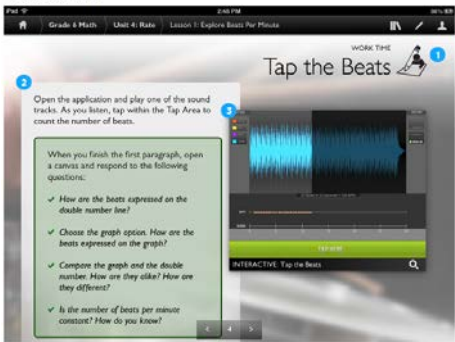 iPad
2:45 PM
Grade 6 Math
Unit 4: Rate
Lesson 1: Explore Beats Per Minute
WORK TIME
Tap the Beats
1
2
Open the application and play one of the sound
tracks. As you listen, tap within the Tap Area to
count the number of beats.
When you finish the first paragraph, open
a canvas and respond to the following
questions:
✔ How are the beats expressed on the
double number line?
✔ Choose the graph option. How are the
beats expressed on the graph?
✔ Compare the graph and the double
number. How are they alike? How are
they different?
✔ Is the number of beats per minute
constant? How do you know?
3
INTERACTIVE: Tap the Beats
< 4 >